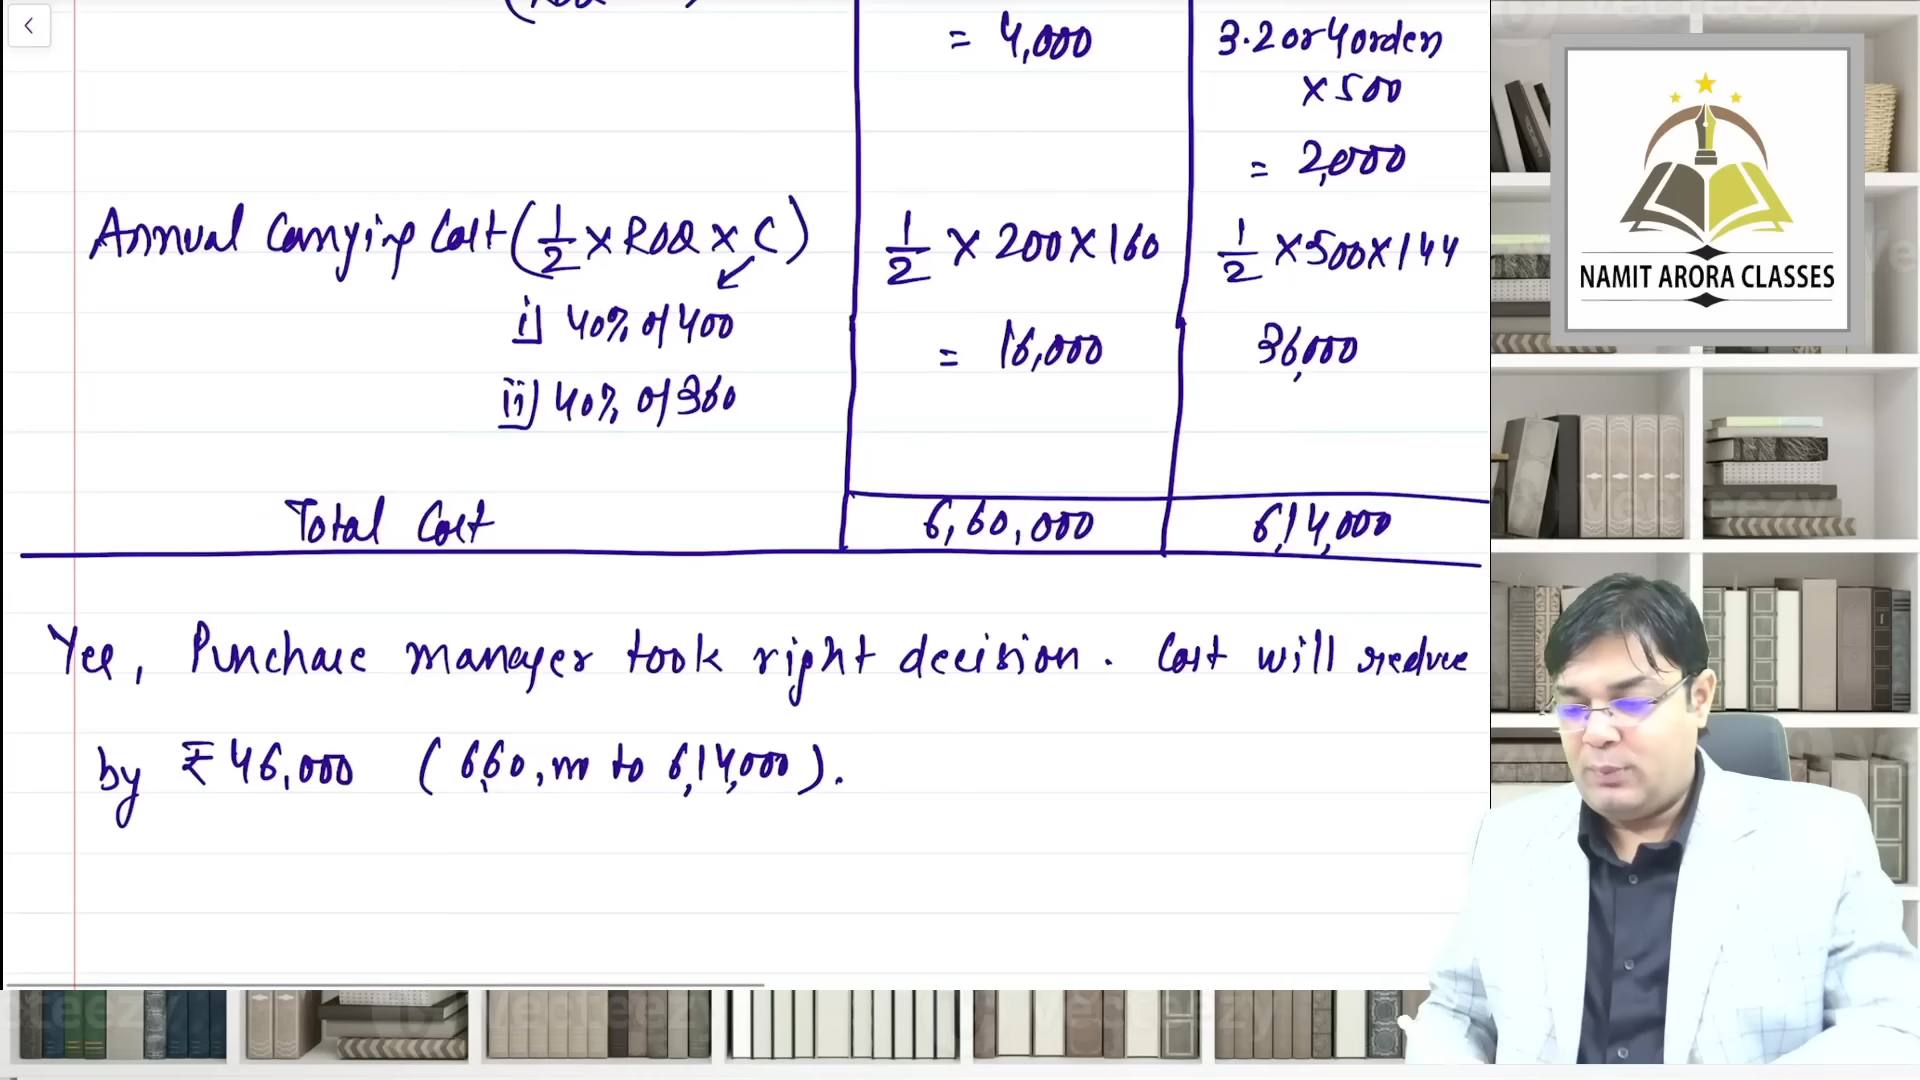 = 4,000
3.2 or 4 orders
× 500
= 2,000
Annual Carrying Cost (1/2 × ROQ × C)
1/2 × 200 × 160
1/2 × 500 × 144
i) 40% of 400
= 16,000
36,000
ii) 40% of 360
Total Cost
6,60,000
6,14,000
Yes, Purchase manager took right decision. Cost will reduce
by ₹ 46,000 (6,60,000 to 6,14,000).
NAMIT ARORA CLASSES